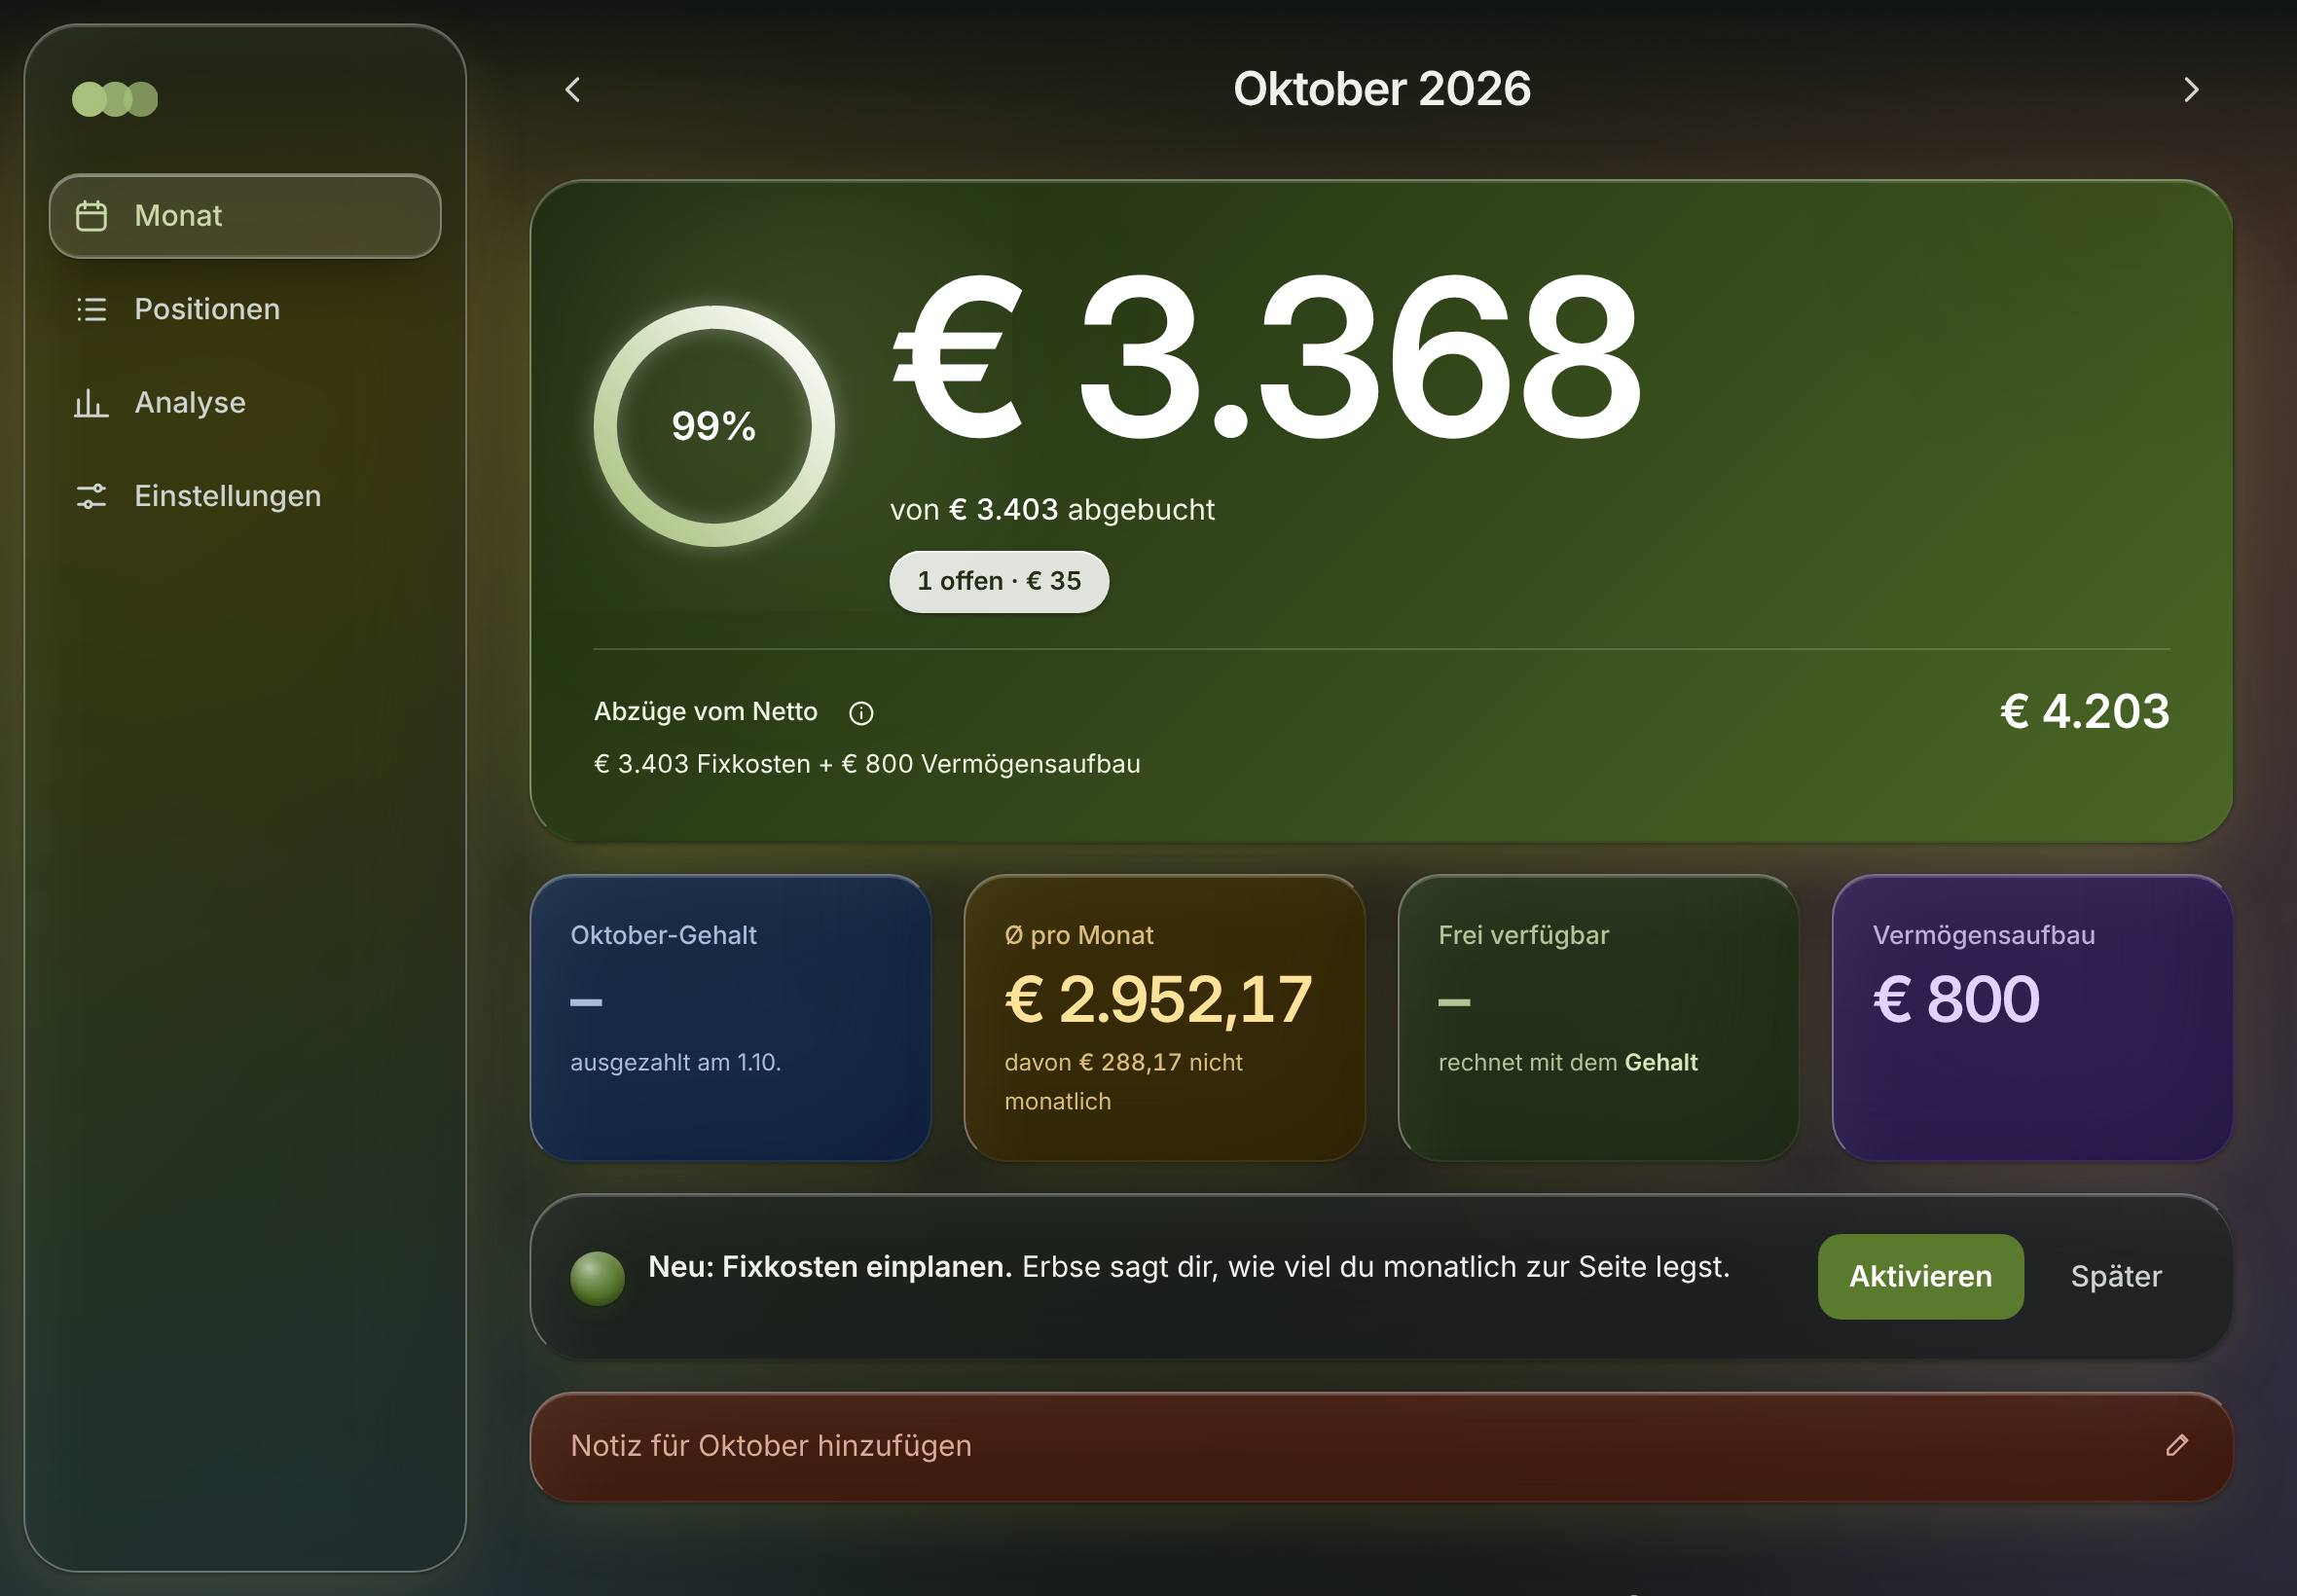 Oktober 2026
Monat
Positionen
Analyse
Einstellungen
99%
€ 3.368
von € 3.403 abgebucht
1 offen · € 35
Abzüge vom Netto
€ 4.203
€ 3.403 Fixkosten + € 800 Vermögensaufbau
Oktober-Gehalt
–
ausgezahlt am 1.10.
Ø pro Monat
€ 2.952,17
davon € 288,17 nicht
monatlich
Frei verfügbar
–
rechnet mit dem Gehalt
Vermögensaufbau
€ 800
Neu: Fixkosten einplanen. Erbse sagt dir, wie viel du monatlich zur Seite legst.
Aktivieren
Später
Notiz für Oktober hinzufügen